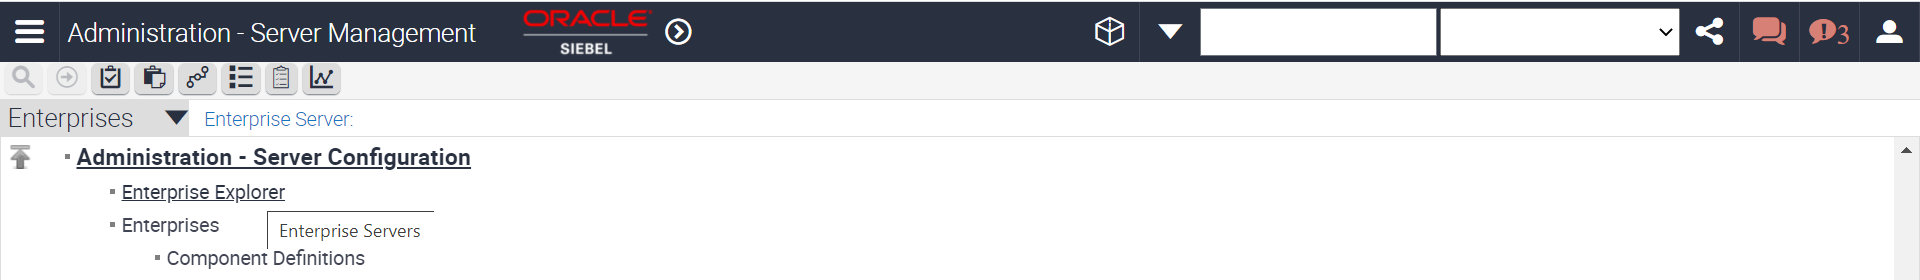 Administration - Server Management
ORACLE
SIEBEL
3
Enterprises
Enterprise Server:
Administration - Server Configuration
Enterprise Explorer
Enterprises
Enterprise Servers
Component Definitions